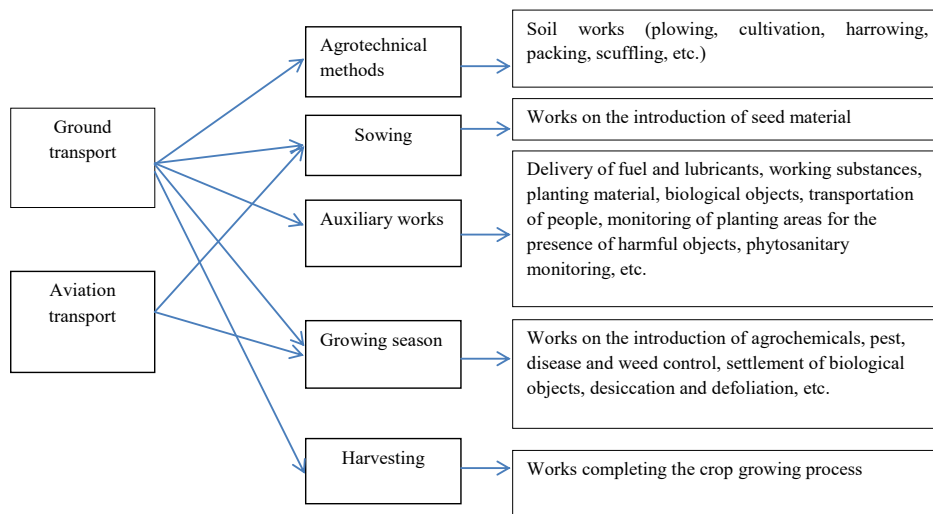 Ground
transport
Aviation
transport
Agrotechnical
methods
Sowing
Auxiliary works
Growing season
Harvesting
Soil works (plowing, cultivation, harrowing,
packing, scuffling, etc.)
Works on the introduction of seed material
Delivery of fuel and lubricants, working substances,
planting material, biological objects, transportation
of people, monitoring of planting areas for the
presence of harmful objects, phytosanitary
monitoring, etc.
Works on the introduction of agrochemicals, pest,
disease and weed control, settlement of biological
objects, desiccation and defoliation, etc.
Works completing the crop growing process